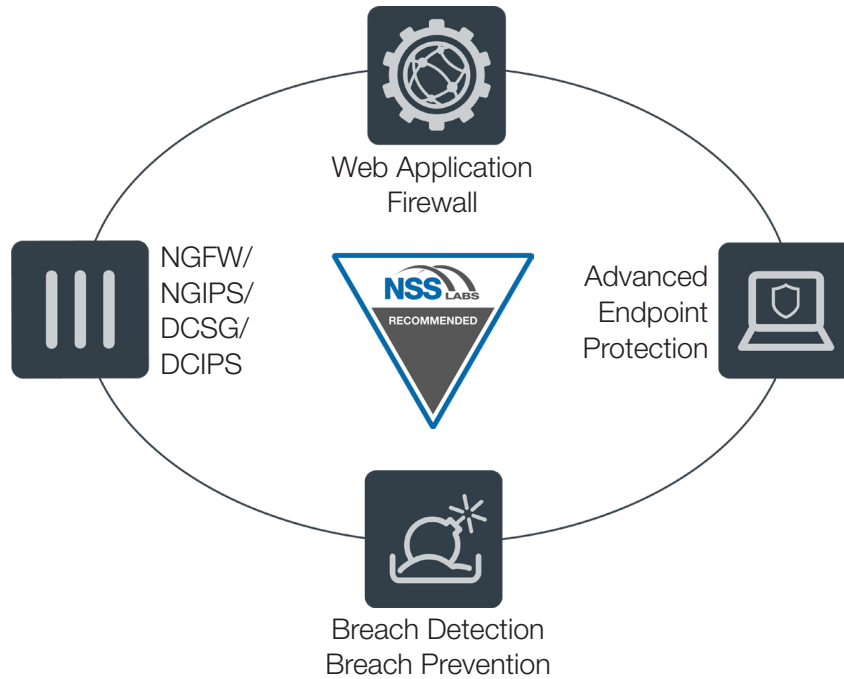 Web Application
Firewall
NGFW/
NGIPS/
DCSG/
DCIPS
NSS
LABS
RECOMMENDED
Advanced
Endpoint
Protection
Breach Detection
Breach Prevention